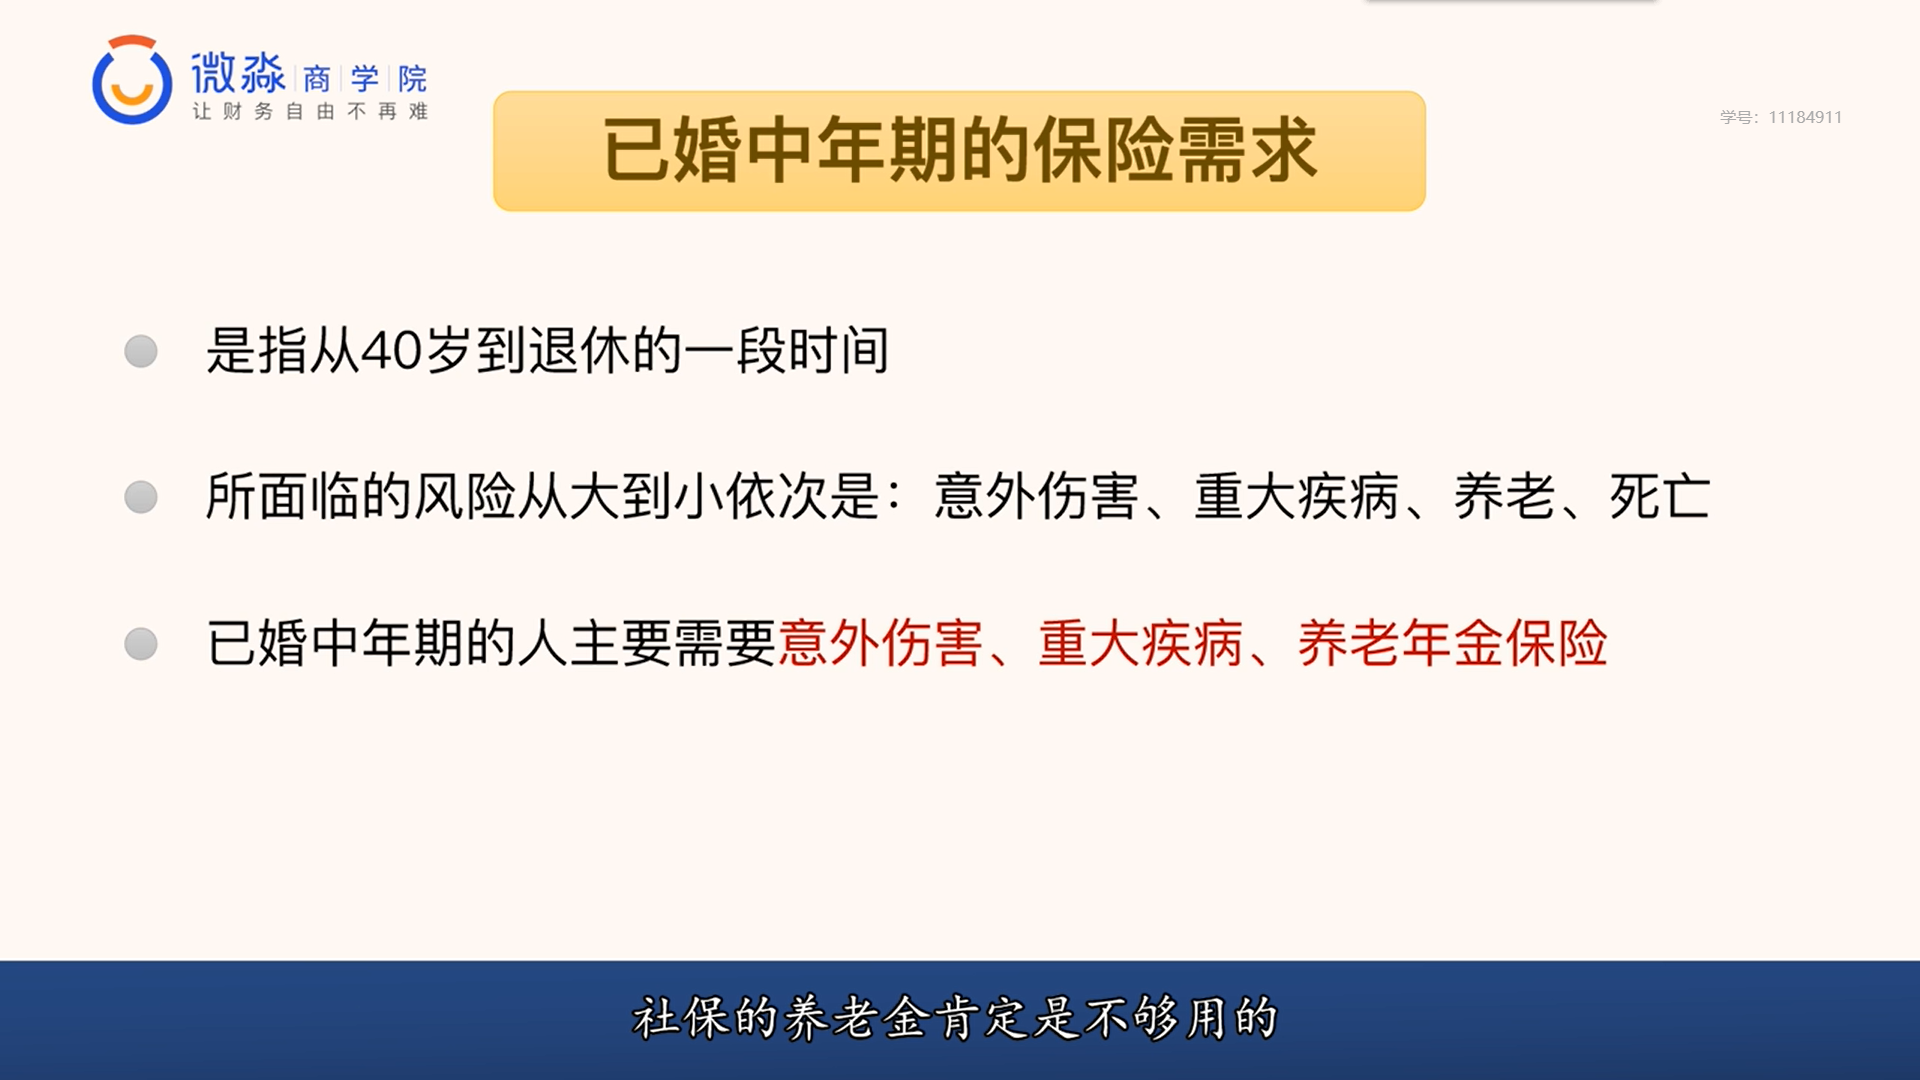 微淼 商 学 院
让财务自由不再难
学号：11184911
已婚中年期的保险需求
是指从40岁到退休的一段时间
所面临的风险从大到小依次是：意外伤害、重大疾病、养老、死亡
已婚中年期的人主要需要意外伤害、重大疾病、养老年金保险
社保的养老金肯定是不够用的